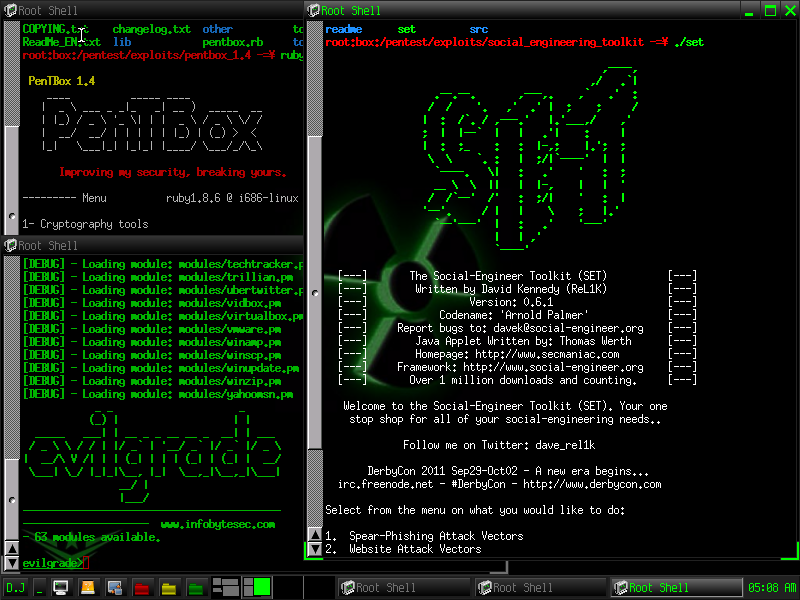 Root Shell
COPYING.txt changelog.txt other
ReadMe_EN.txt lib pentbox.rb
root:box:/pentest/exploits/pentbox_1.4 -=¥ ruby
PenTBox 1.4
PenTBox
Improving my security, breaking yours.
--------- Menu ruby1.8.6 @ i686-linux
1- Cryptography tools
Root Shell
[DEBUG] - Loading module: modules/techtracker.p
[DEBUG] - Loading module: modules/trillian.pm
[DEBUG] - Loading module: modules/ubertwitter.p
[DEBUG] - Loading module: modules/vidbox.pm
[DEBUG] - Loading module: modules/virtualbox.pm
[DEBUG] - Loading module: modules/vmware.pm
[DEBUG] - Loading module: modules/winamp.pm
[DEBUG] - Loading module: modules/winscp.pm
[DEBUG] - Loading module: modules/winupdate.pm
[DEBUG] - Loading module: modules/winzip.pm
[DEBUG] - Loading module: modules/yahoomsn.pm
evilgrade
www.infobytesec.com
- 63 modules available.
evilgrade>
Root Shell
readme set src
root:box:/pentest/exploits/social_engineering_toolkit -=¥ ./set
SET
[---] The Social-Engineer Toolkit (SET) [---]
[---] Written by David Kennedy (ReL1K) [---]
[---] Version: 0.6.1 [---]
[---] Codename: 'Arnold Palmer' [---]
[---] Report bugs to: davek@social-engineer.org [---]
[---] Java Applet Written by: Thomas Werth [---]
[---] Homepage: http://www.secmaniac.com [---]
[---] Framework: http://www.social-engineer.org [---]
[---] Over 1 million downloads and counting. [---]
Welcome to the Social-Engineer Toolkit (SET). Your one
stop shop for all of your social-engineering needs..
Follow me on Twitter: dave_rel1k
DerbyCon 2011 Sep29-Oct02 - A new era begins...
irc.freenode.net - #DerbyCon - http://www.derbycon.com
Select from the menu on what you would like to do:
1. Spear-Phishing Attack Vectors
2. Website Attack Vectors
D.J Root Shell Root Shell Root Shell 05:08 AM